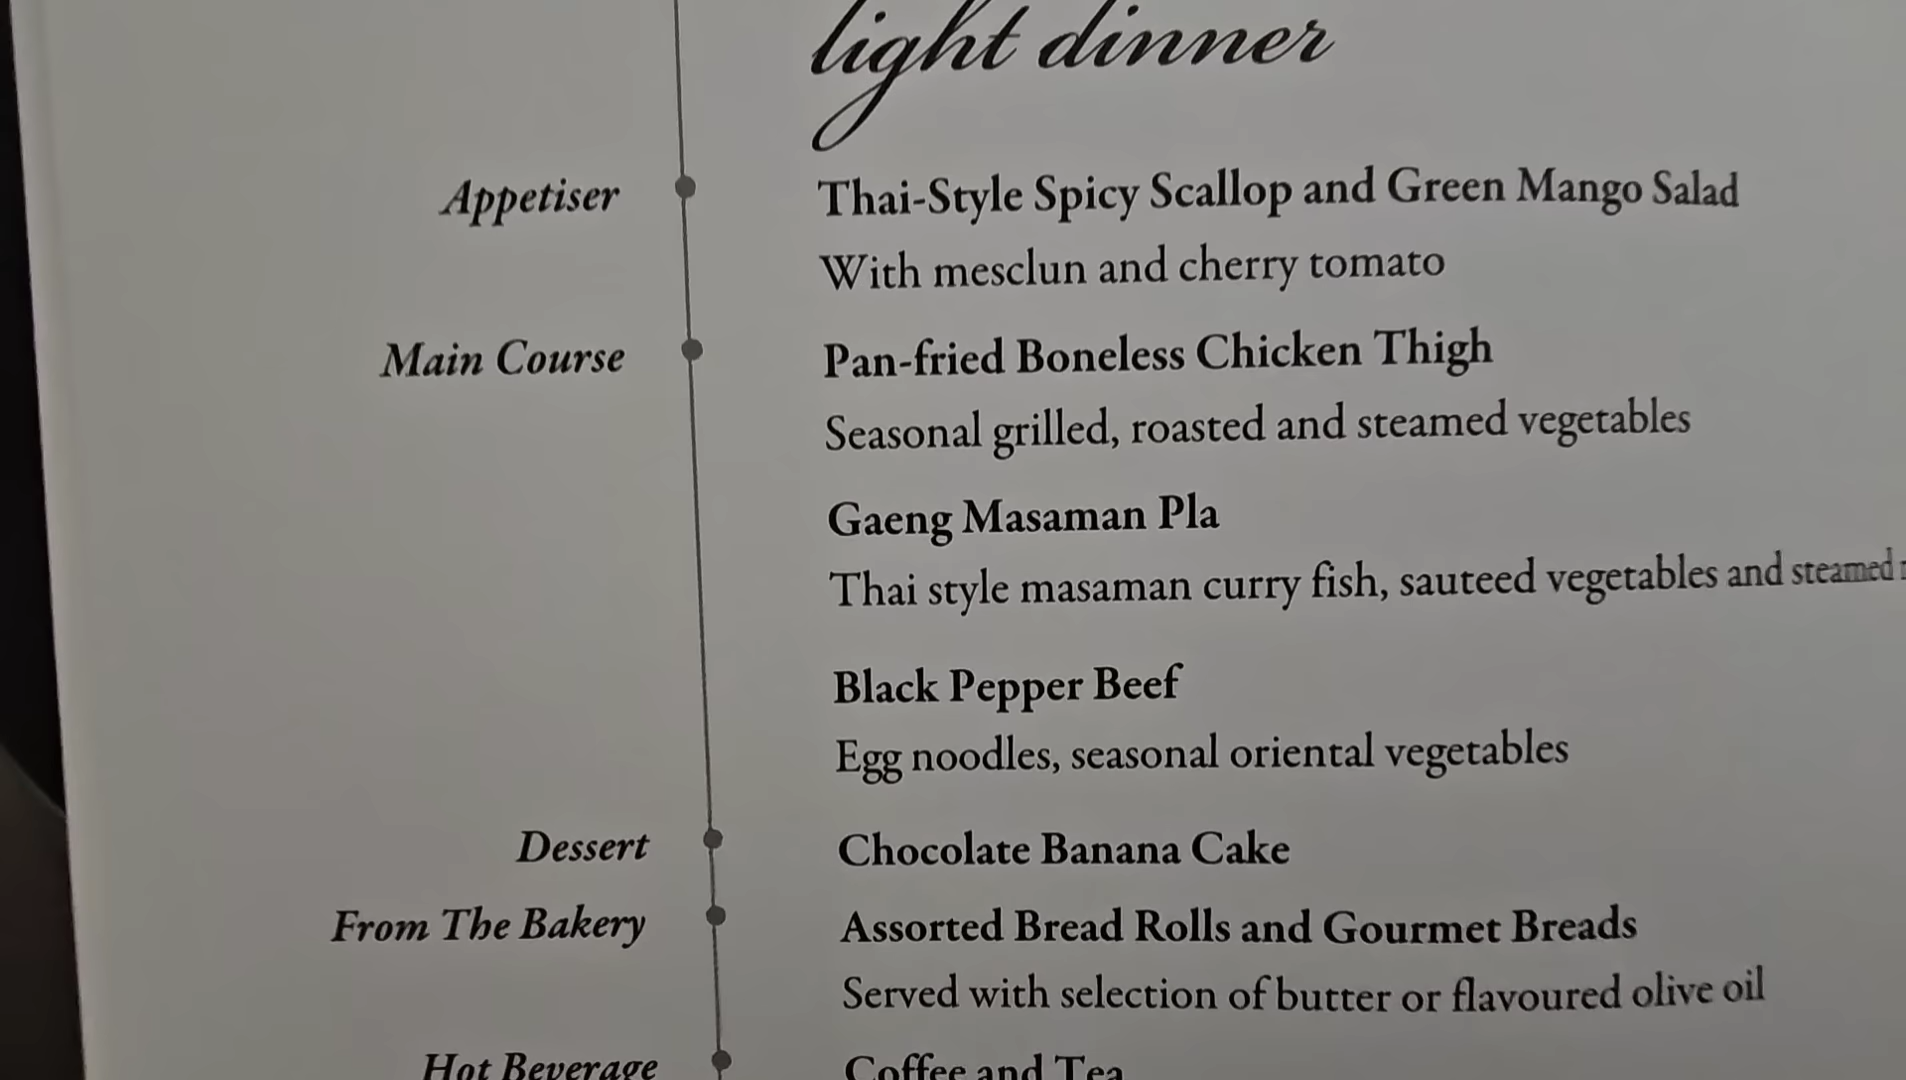 light dinner
Appetiser
Thai-Style Spicy Scallop and Green Mango Salad
With mesclun and cherry tomato
Main Course
Pan-fried Boneless Chicken Thigh
Seasonal grilled, roasted and steamed vegetables
Gaeng Masaman Pla
Thai style masaman curry fish, sauteed vegetables and steamed
Black Pepper Beef
Egg noodles, seasonal oriental vegetables
Dessert
Chocolate Banana Cake
From The Bakery
Assorted Bread Rolls and Gourmet Breads
Served with selection of butter or flavoured olive oil
Hot Beverage
Coffee and Tea